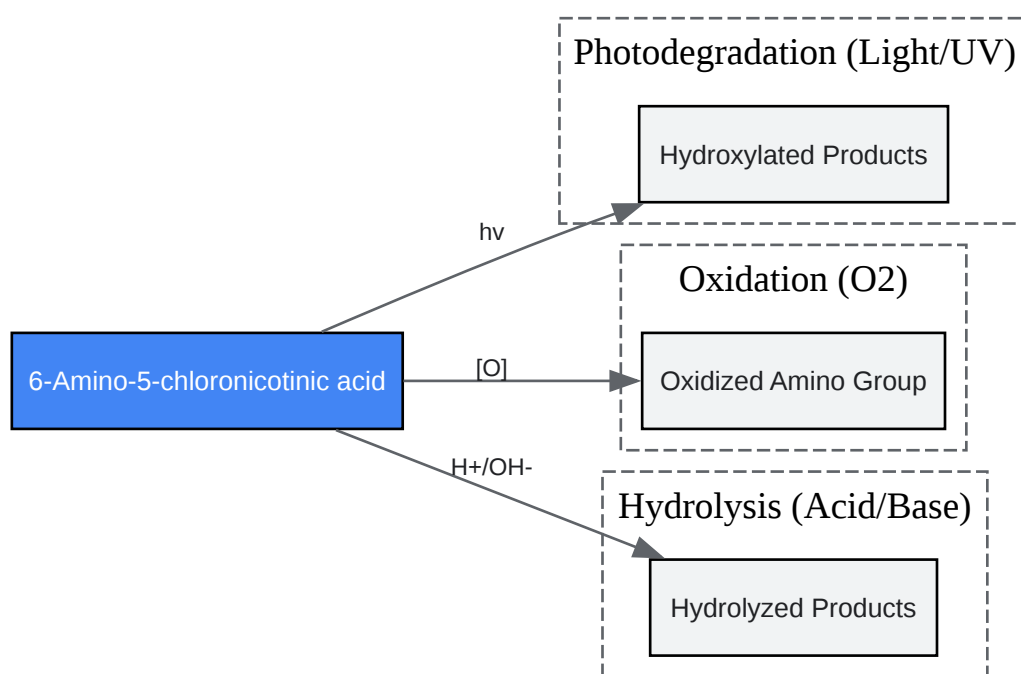 Photodegradation (Light/UV)
Hydroxylated Products
hv
Oxidation (O2)
6-Amino-5-chloronicotinic acid
[O]
Oxidized Amino Group
H+/OH-
Hydrolysis (Acid/Base)
Hydrolyzed Products